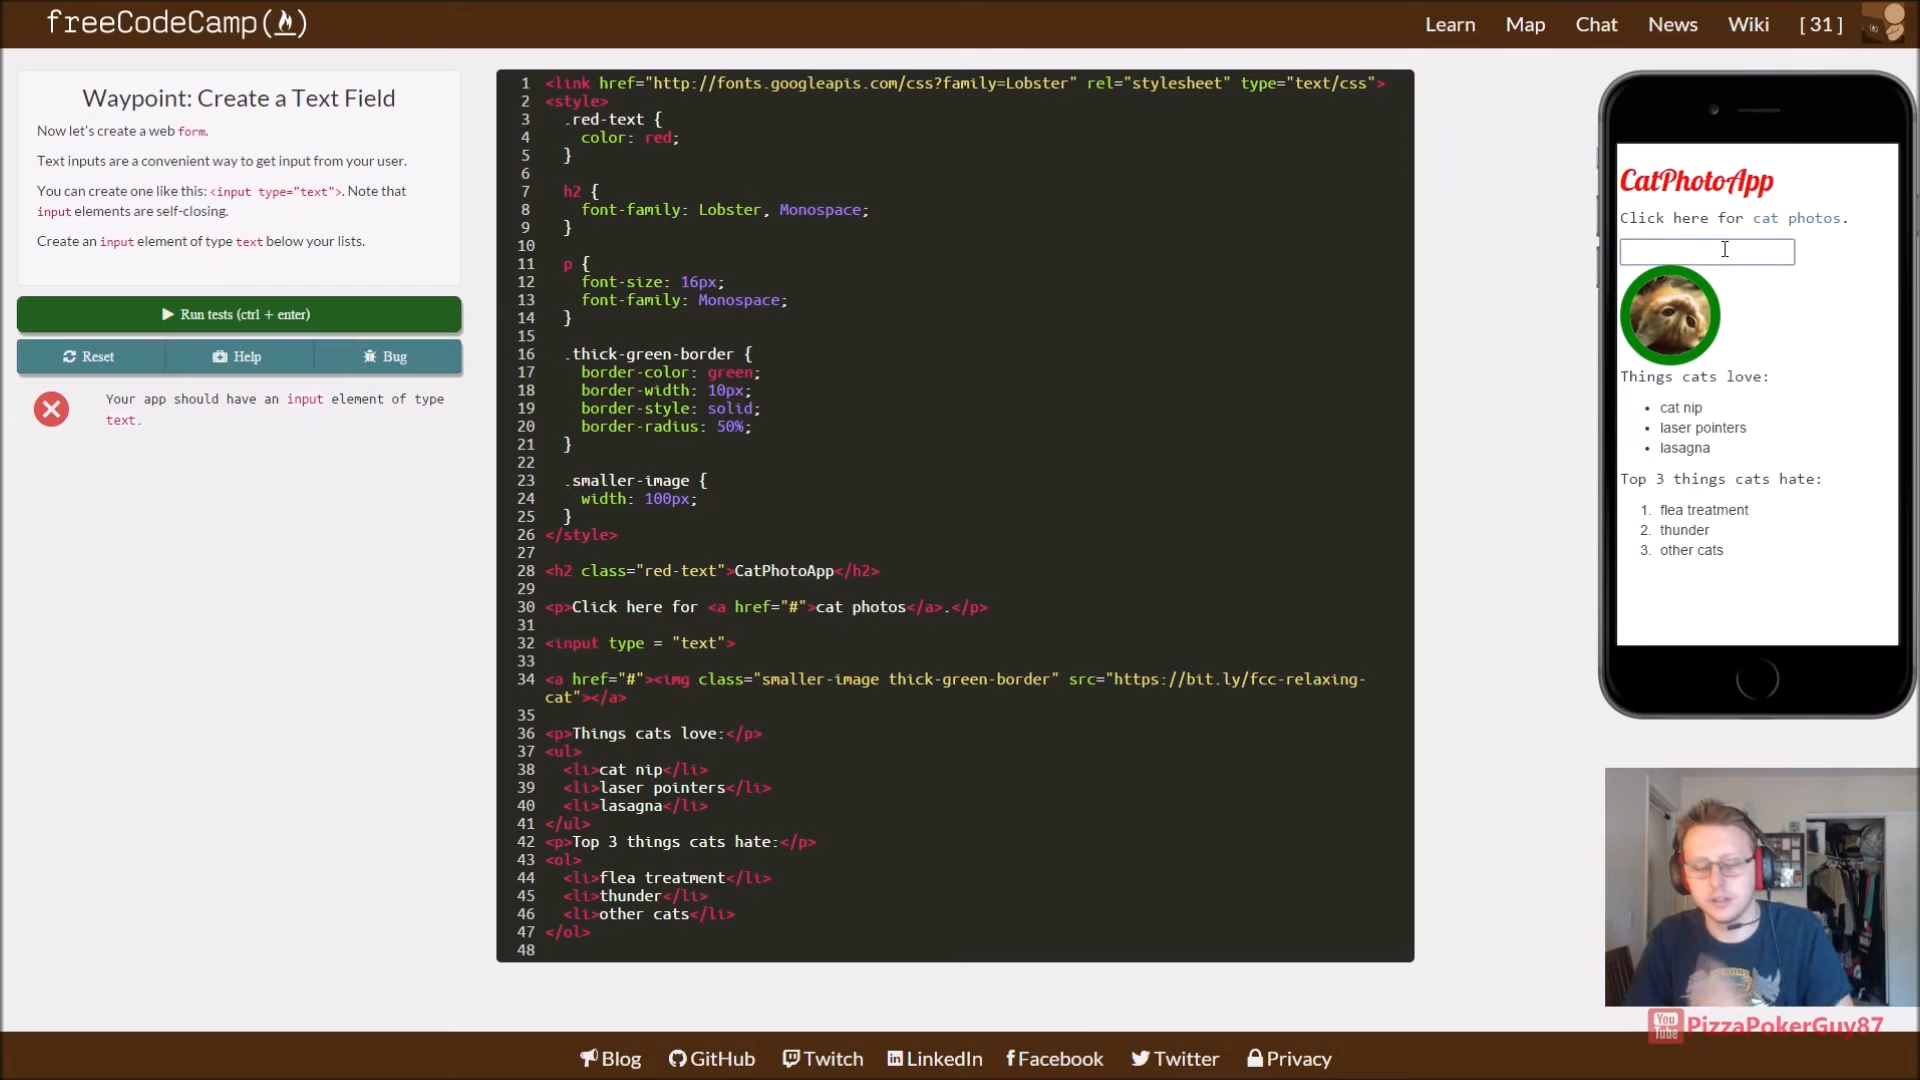 freeCodeCamp
Learn Map Chat News Wiki [ 31 ]
Waypoint: Create a Text Field
Now let's create a web form.
Text inputs are a convenient way to get input from your user.
You can create one like this: <input type="text">. Note that
input elements are self-closing.
Create an input element of type text below your lists.
Run tests (ctrl + enter)
Reset Help Bug
Your app should have an input element of type
text.
1 <link href="http://fonts.googleapis.com/css?family=Lobster" rel="stylesheet" type="text/css">
2 <style>
3 .red-text {
4 color: red;
5 }
6
7 h2 {
8 font-family: Lobster, Monospace;
9 }
10
11 p {
12 font-size: 16px;
13 font-family: Monospace;
14 }
15
16 .thick-green-border {
17 border-color: green;
18 border-width: 10px;
19 border-style: solid;
20 border-radius: 50%;
21 }
22
23 .smaller-image {
24 width: 100px;
25 }
26 </style>
27
28 <h2 class="red-text">CatPhotoApp</h2>
29
30 <p>Click here for <a href="#">cat photos</a>.</p>
31
32 <input type = "text">
33
34 <a href="#"><img class="smaller-image thick-green-border" src="https://bit.ly/fcc-relaxing-
cat"></a>
35
36 <p>Things cats love:</p>
37 <ul>
38 <li>cat nip</li>
39 <li>laser pointers</li>
40 <li>lasagna</li>
41 </ul>
42 <p>Top 3 things cats hate:</p>
43 <ol>
44 <li>flea treatment</li>
45 <li>thunder</li>
46 <li>other cats</li>
47 </ol>
48
CatPhotoApp
Click here for cat photos.
Things cats love:
• cat nip
• laser pointers
• lasagna
Top 3 things cats hate:
1. flea treatment
2. thunder
3. other cats
You Tube PizzaPokerGuy87
Blog GitHub Twitch LinkedIn Facebook Twitter Privacy